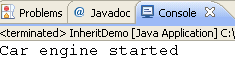 Problems @ Javadoc Console
<terminated> InheritDemo [Java Application] C:\
Car engine started